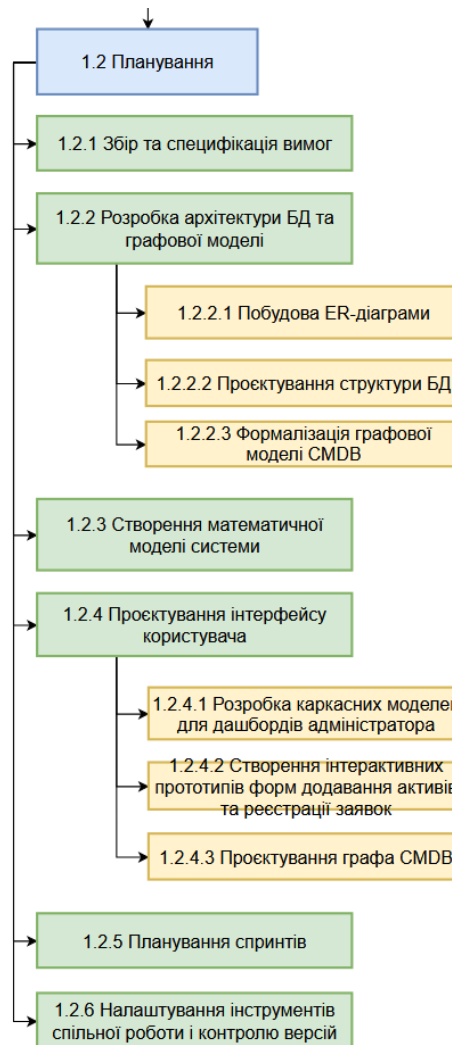 1.2 Планування
1.2.1 Збір та специфікація вимог
1.2.2 Розробка архітектури БД та
графової моделі
1.2.2.1 Побудова ER-діаграми
1.2.2.2 Проєктування структури БД
1.2.2.3 Формалізація графової
моделі CMDB
1.2.3 Створення математичної
моделі системи
1.2.4 Проєктування інтерфейсу
користувача
1.2.4.1 Розробка каркасних моделей
для дашбордів адміністратора
1.2.4.2 Створення інтерактивних
прототипів форм додавання активів
та реєстрації заявок
1.2.4.3 Проєктування графа CMDB
1.2.5 Планування спринтів
1.2.6 Налаштування інструментів
спільної роботи і контролю версій